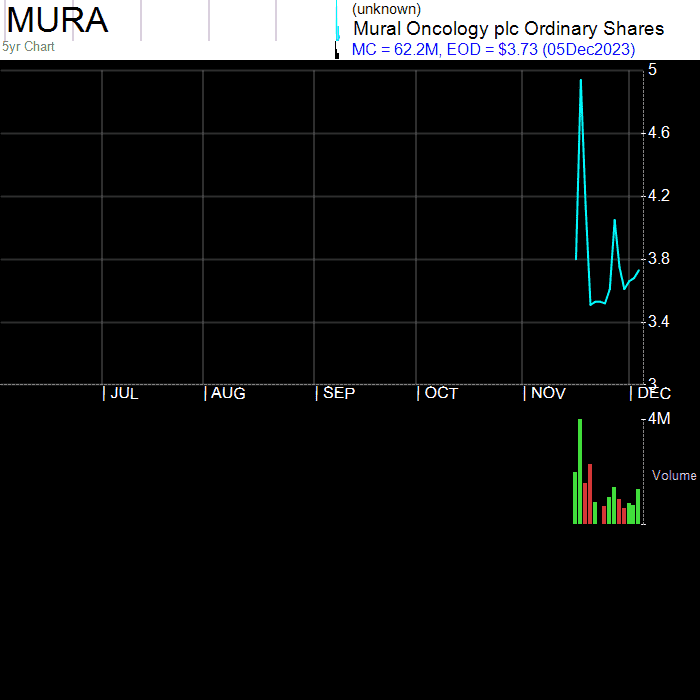 MURA
5yr Chart
(unknown)
Mural Oncology plc Ordinary Shares
MC = 62.2M, EOD = $3.73 (05Dec2023)
5
4.6
4.2
3.8
3.4
3
JUL AUG SEP OCT NOV DEC
4M
Volume